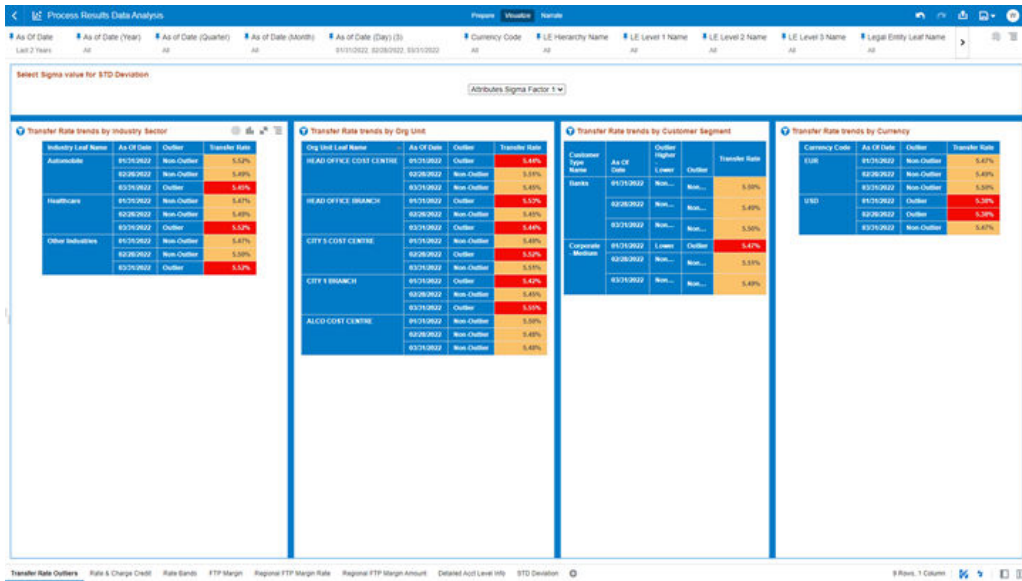 Process Results Data Analysis
Prepare Visualize Narrate
As Of Date
Last 2 Years
As of Date (Year)
All
As of Date (Quarter)
All
As of Date (Month)
All
As of Date (Day) (3)
01/31/2022, 02/28/2022, 03/31/2022
Currency Code
All
LE Hierarchy Name
All
LE Level 1 Name
All
LE Level 2 Name
All
LE Level 3 Name
All
Legal Entity Leaf Name
All
Select Sigma value for STD Deviation
Attributes Sigma Factor 1
Transfer Rate trends by Industry Sector
Industry Leaf Name As Of Date Outlier Transfer Rate
Automobile 01/31/2022 Non-Outlier 5.52%
02/28/2022 Non-Outlier 5.49%
03/31/2022 Outlier 5.45%
Healthcare 01/31/2022 Non-Outlier 5.47%
02/28/2022 Non-Outlier 5.49%
03/31/2022 Outlier 5.52%
Other Industries 01/31/2022 Non-Outlier 5.47%
02/28/2022 Non-Outlier 5.50%
03/31/2022 Outlier 5.52%
Transfer Rate trends by Org Unit
Org Unit Leaf Name As Of Date Outlier Transfer Rate
HEAD OFFICE COST CENTRE 01/31/2022 Outlier 5.44%
02/28/2022 Non-Outlier 5.51%
03/31/2022 Non-Outlier 5.49%
HEAD OFFICE BRANCH 01/31/2022 Outlier 5.53%
02/28/2022 Non-Outlier 5.45%
03/31/2022 Outlier 5.44%
CITY 5 COST CENTRE 01/31/2022 Non-Outlier 5.49%
02/28/2022 Outlier 5.52%
03/31/2022 Non-Outlier 5.51%
CITY 1 BRANCH 01/31/2022 Outlier 5.42%
02/28/2022 Non-Outlier 5.45%
03/31/2022 Outlier 5.55%
ALCO COST CENTRE 01/31/2022 Non-Outlier 5.50%
02/28/2022 Non-Outlier 5.48%
03/31/2022 Non-Outlier 5.48%
Transfer Rate trends by Customer Segment
Customer Type Name As Of Date Outlier Higher - Lower Outlier Transfer Rate
Banks 01/31/2022 Non... Non... 5.50%
02/28/2022 Non... Non... 5.49%
03/31/2022 Non... Non... 5.50%
Corporate - Medium 01/31/2022 Lower Outlier 5.47%
02/28/2022 Non... Non... 5.51%
03/31/2022 Non... Non... 5.49%
Transfer Rate trends by Currency
Currency Code As Of Date Outlier Transfer Rate
EUR 01/31/2022 Non-Outlier 5.47%
02/28/2022 Non-Outlier 5.49%
03/31/2022 Non-Outlier 5.50%
USD 01/31/2022 Outlier 5.38%
02/28/2022 Outlier 5.38%
03/31/2022 Non-Outlier 5.47%
Transfer Rate Outliers Rate & Charge Credit Rate Bands FTP Margin Regional FTP Margin Rate Regional FTP Margin Amount Detailed Acct Level Info STD Deviation
9 Rows, 1 Column